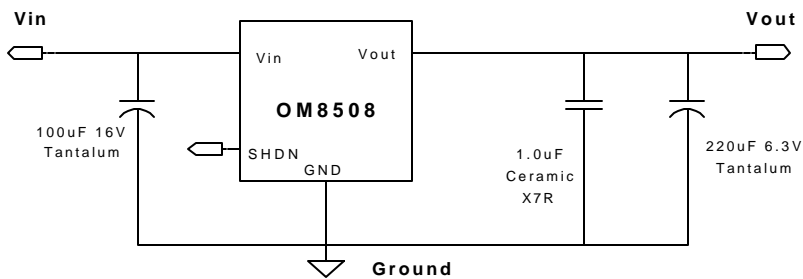 Vin
Vout
Vin
Vout
OM8508
100uF 16V
Tantalum
SHDN
GND
1.0uF
Ceramic
X7R
220uF 6.3V
Tantalum
Ground